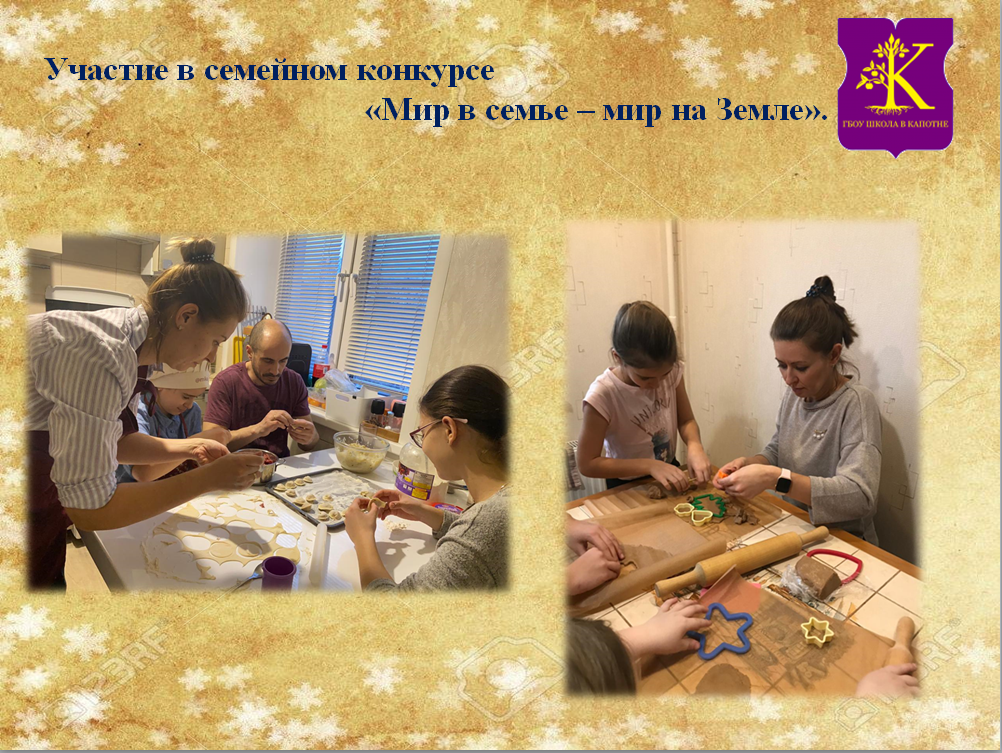 Участие в семейном конкурсе
«Мир в семье – мир на Земле».
ГБОУ ШКОЛА В КАПОТНЕ